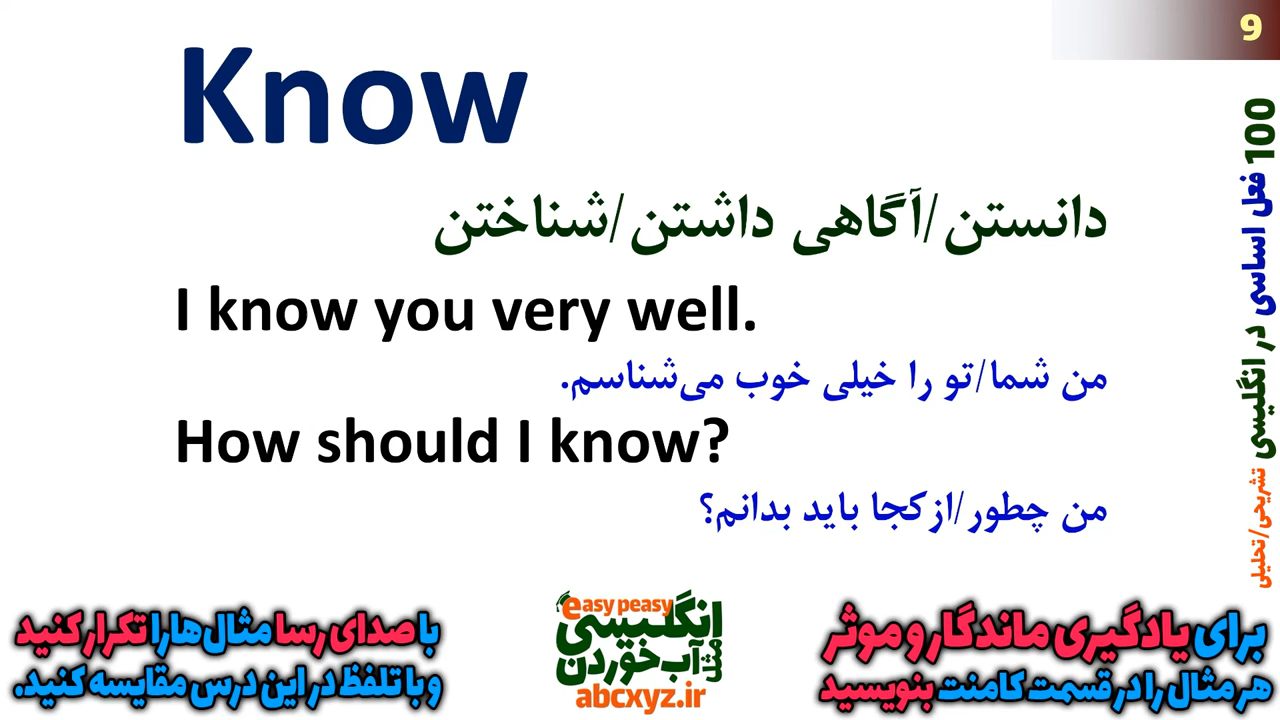 9
Know
دانستن/آگاهی داشتن/شناختن
I know you very well.
من شما/تو را خیلی خوب می‌شناسم.
How should I know?
من چطور/از کجا باید بدانم؟
100 فعل اساسی در انگلیسی تشریحی/تحلیلی
برای یادگیری ماندگار و موثر
هر مثال را در قسمت کامنت بنویسید
easy peasy
انگلیسی
مثل
آب خوردن
abcxyz.ir
با صدای رسا مثال‌ها را تکرار کنید
و با تلفظ در این درس مقایسه کنید.